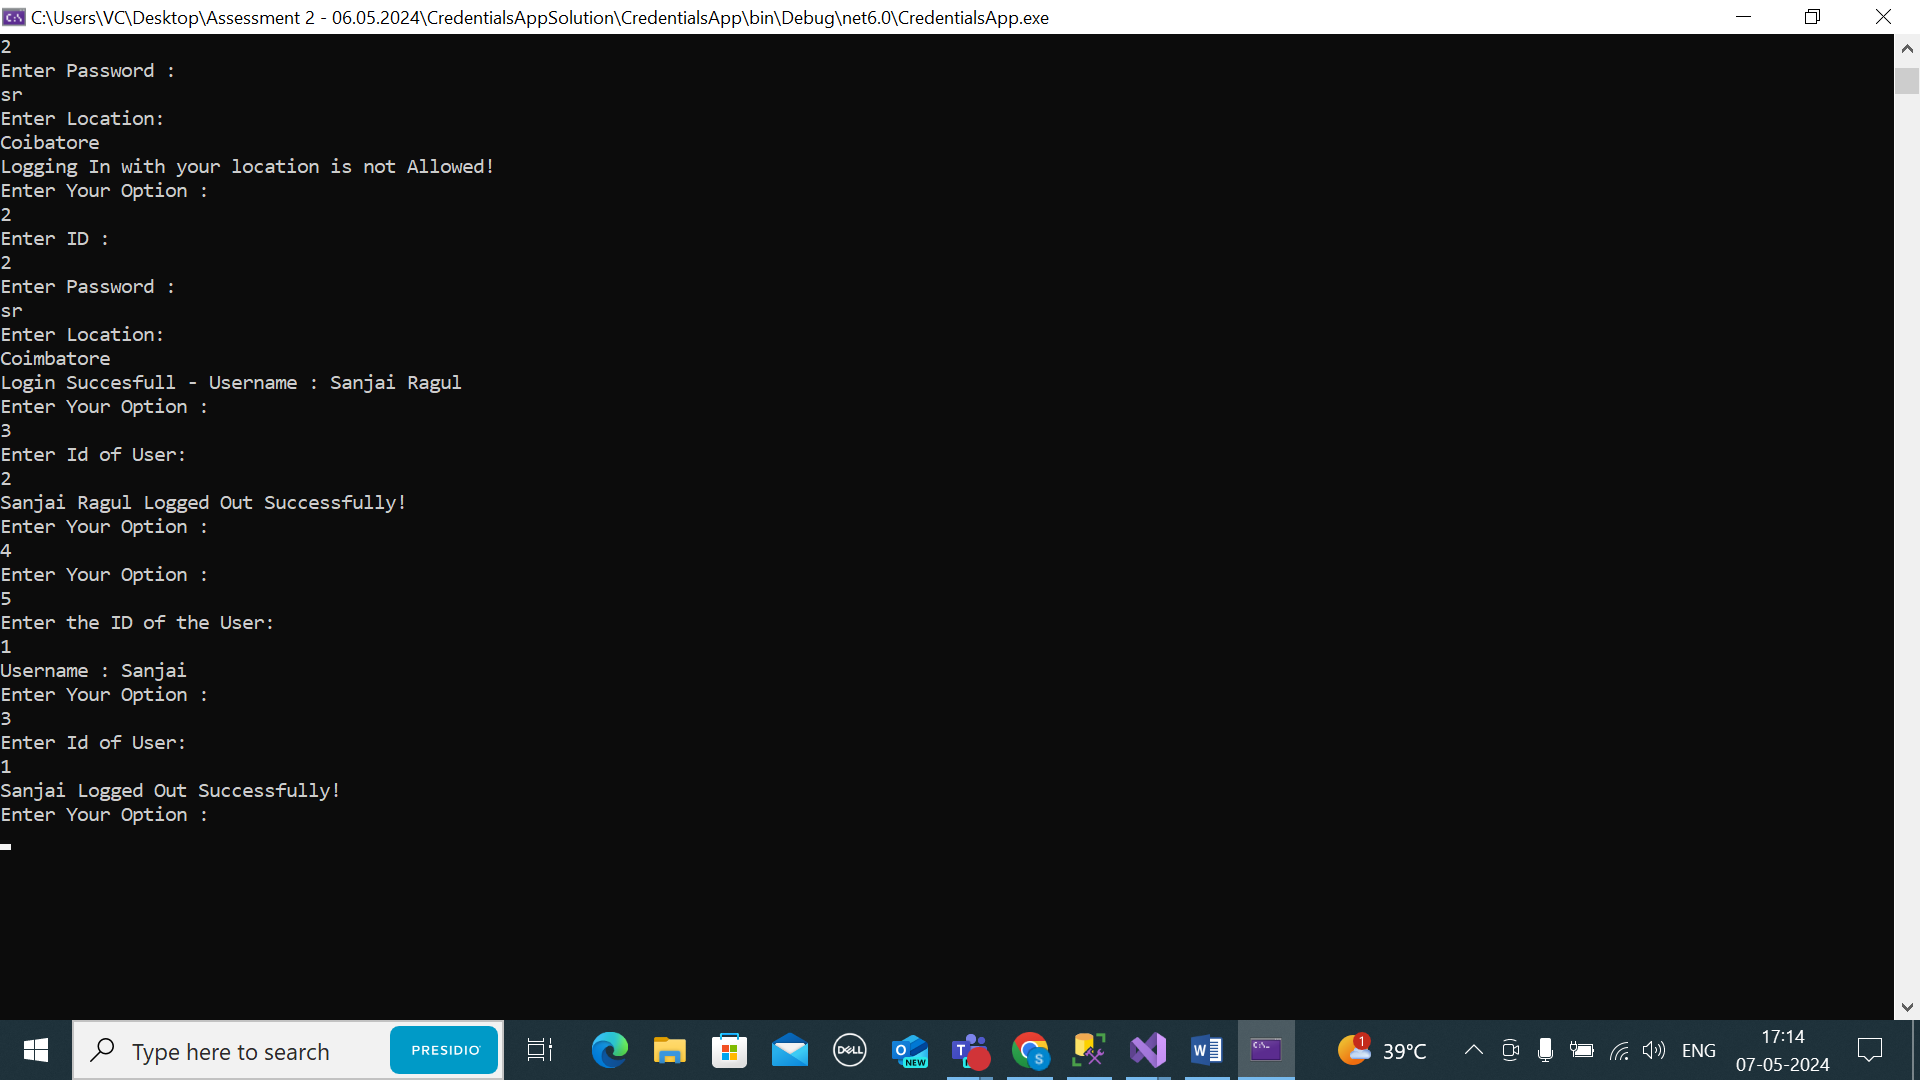 C:\Users\VC\Desktop\Assessment 2 - 06.05.2024\CredentialsAppSolution\CredentialsApp\bin\Debug\net6.0\CredentialsApp.exe
2
Enter Password :
sr
Enter Location:
Coibatore
Logging In with your location is not Allowed!
Enter Your Option :
2
Enter ID :
2
Enter Password :
sr
Enter Location:
Coimbatore
Login Succesfull - Username : Sanjai Ragul
Enter Your Option :
3
Enter Id of User:
2
Sanjai Ragul Logged Out Successfully!
Enter Your Option :
4
Enter Your Option :
5
Enter the ID of the User:
1
Username : Sanjai
Enter Your Option :
3
Enter Id of User:
1
Sanjai Logged Out Successfully!
Enter Your Option :
Type here to search
PRESIDIO
DELL
NEW
S
1
39°C
ENG
17:14
07-05-2024